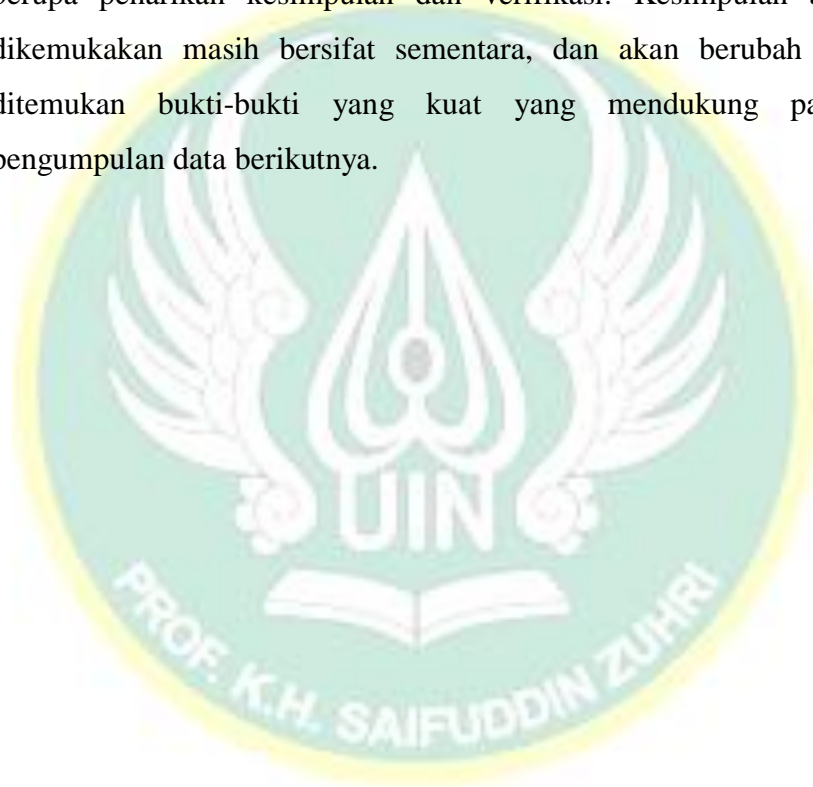 berupa penarikan kesimpulan dan verifikasi. Kesimpulan
dikemukakan masih bersifat sementara, dan akan berubah
ditemukan bukti-bukti yang kuat yang mendukung
pengumpulan data berikutnya.
UIN
PROF. K.H. SAIFUDDIN ZUHRI